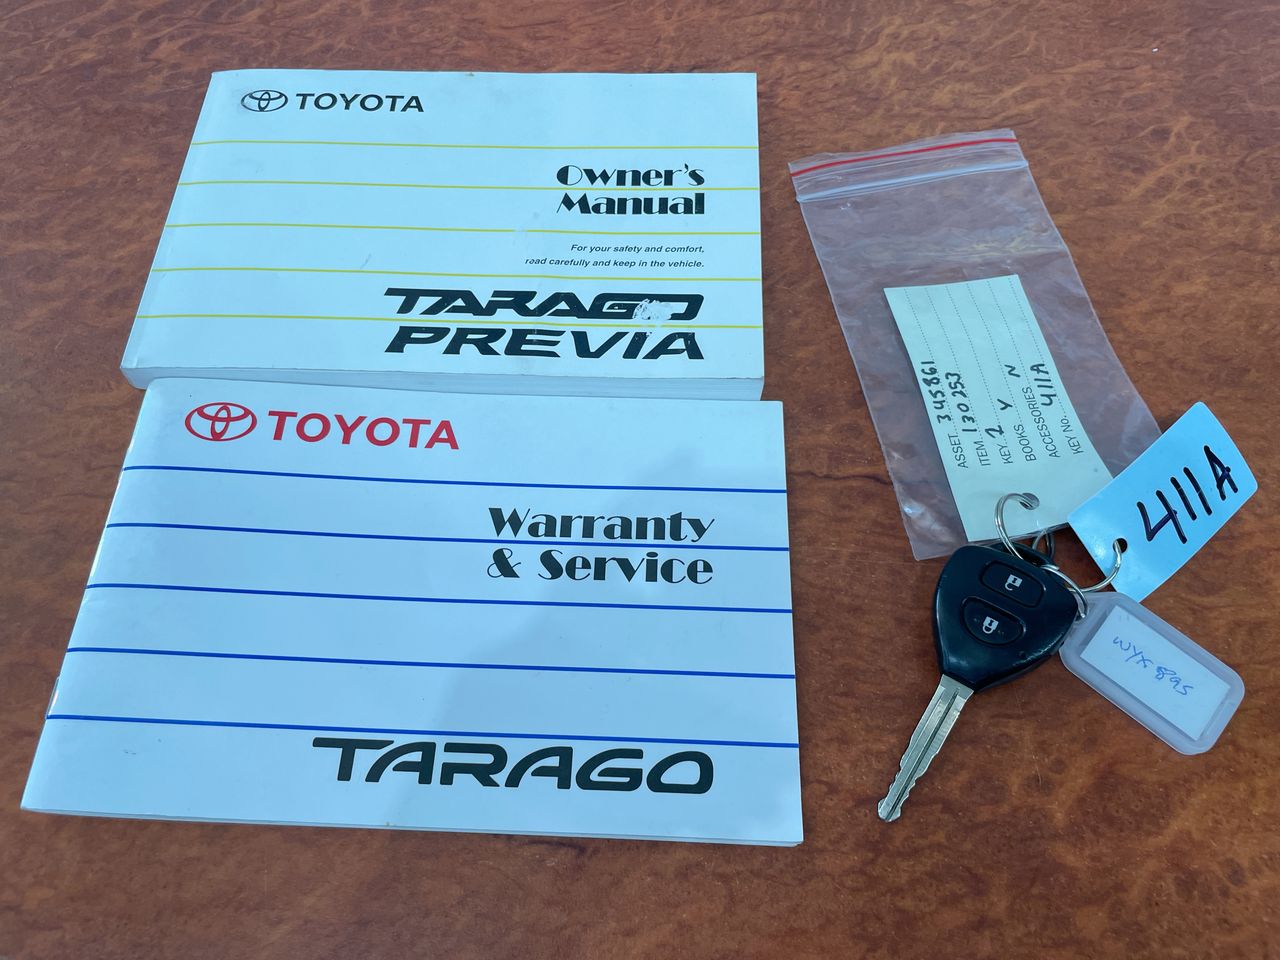 TOYOTA
Owner's
Manual
For your safety and comfort,
read carefully and keep in the vehicle.
TARAGO
PREVIA
TOYOTA
Warranty
& Service
TARAGO
ASSET 345861
ITEM 130253
KEY 2
BOOKS Y
ACCESSORIES N
KEY No. 411A
411A
WYX895